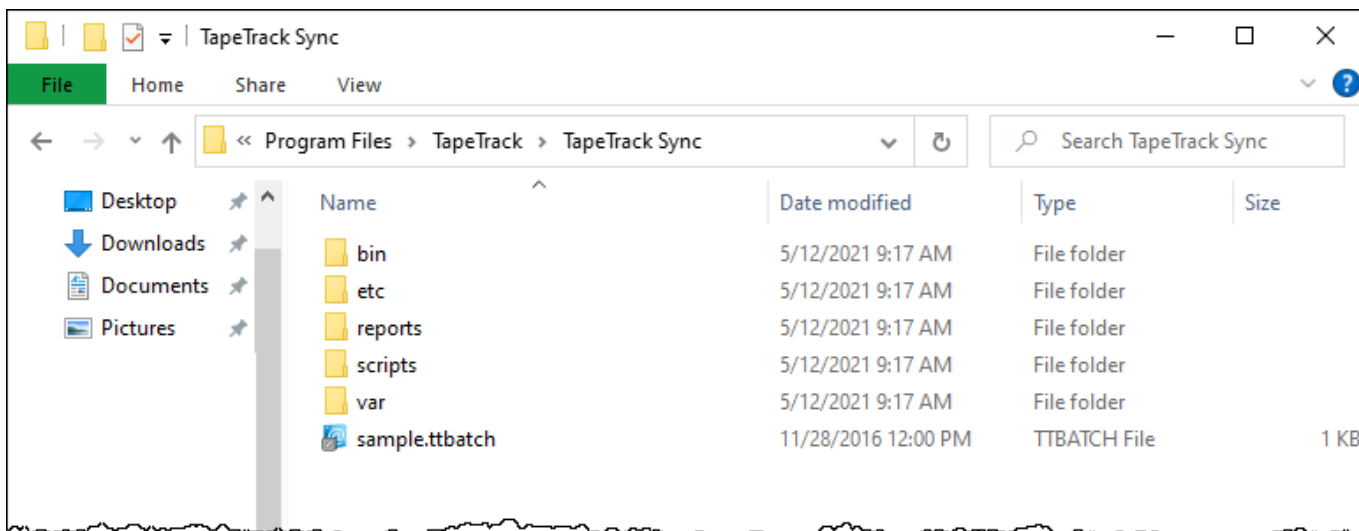 TapeTrack Sync
File Home Share View ?
« Program Files > TapeTrack > TapeTrack Sync Search TapeTrack Sync
Desktop
Downloads
Documents
Pictures
Name Date modified Type Size
bin 5/12/2021 9:17 AM File folder
etc 5/12/2021 9:17 AM File folder
reports 5/12/2021 9:17 AM File folder
scripts 5/12/2021 9:17 AM File folder
var 5/12/2021 9:17 AM File folder
sample.ttbatch 11/28/2016 12:00 PM TTBATCH File 1 KB